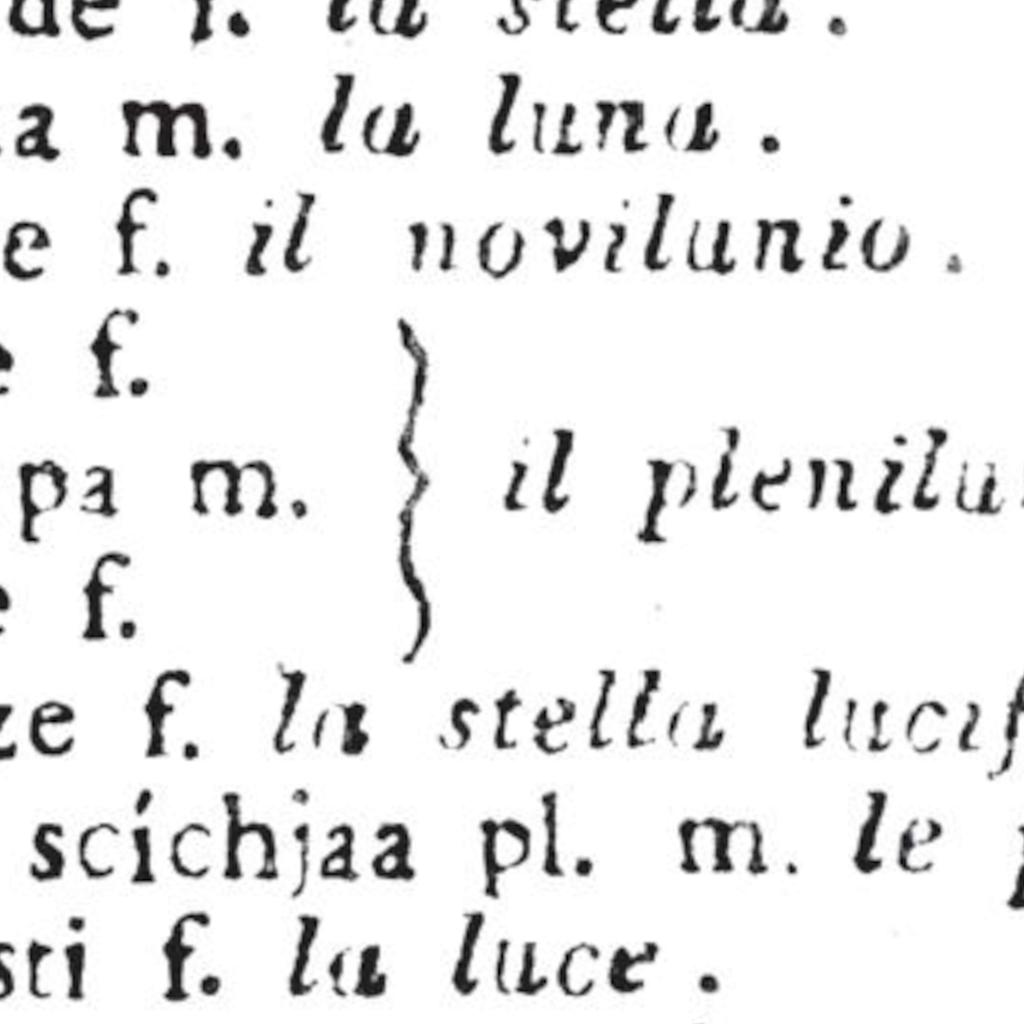 de f. la stella.
a m. la luna.
e f. il novilunio.
e f.
pa m. il plenilu
e f.
ze f. la stella lucif
scíchjaa pl. m. le
sti f. la luce.